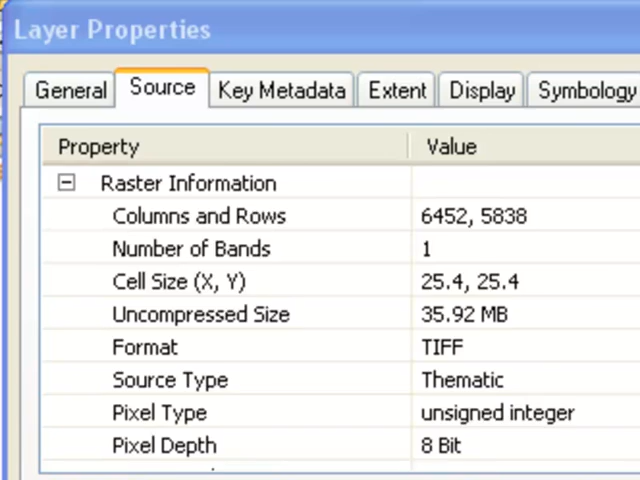 Layer Properties
General Source Key Metadata Extent Display Symbology
Property Value
Raster Information
Columns and Rows 6452, 5838
Number of Bands 1
Cell Size (X, Y) 25.4, 25.4
Uncompressed Size 35.92 MB
Format TIFF
Source Type Thematic
Pixel Type unsigned integer
Pixel Depth 8 Bit